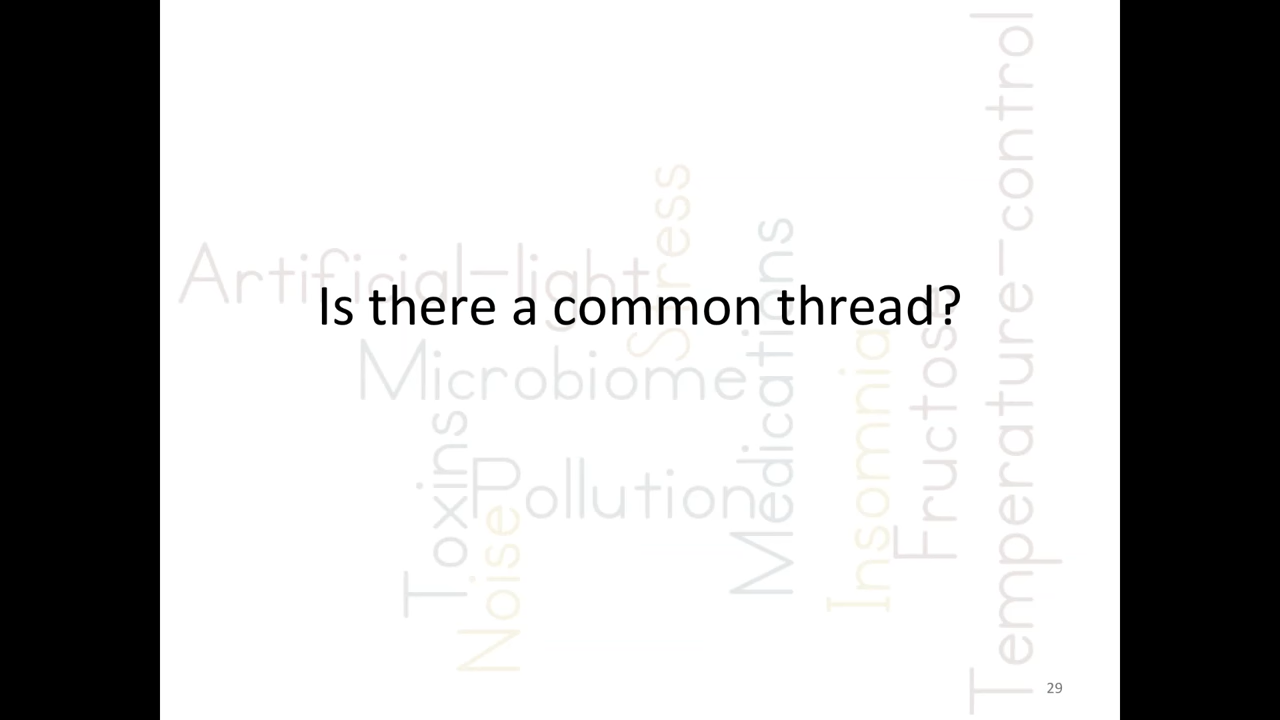 Is there a common thread?
Artificial-light
Stress
Microbiome
Medications
Toxins
Pollution
Noise
Insomnia
Fructose
Temperature-control
29